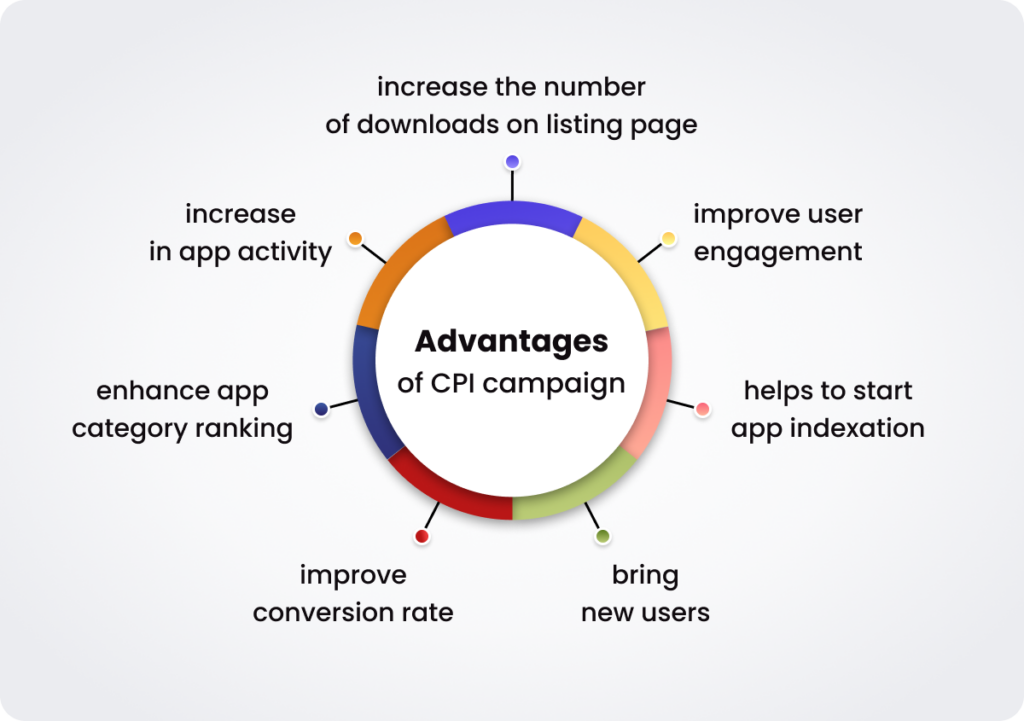 increase the number
of downloads on listing page
improve user
engagement
helps to start
app indexation
bring
new users
improve
conversion rate
enhance app
category ranking
increase
in app activity
Advantages
of CPI campaign